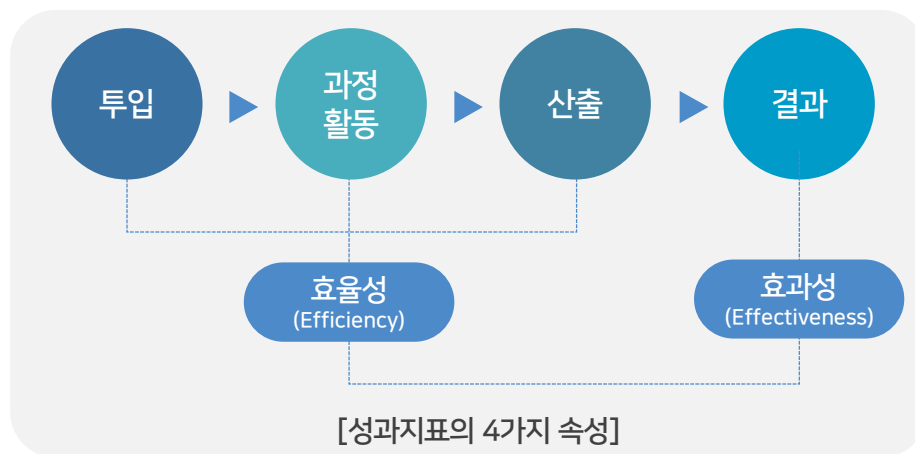 투입
과정
활동
산출
결과
효율성
(Efficiency)
효과성
(Effectiveness)
[성과지표의 4가지 속성]